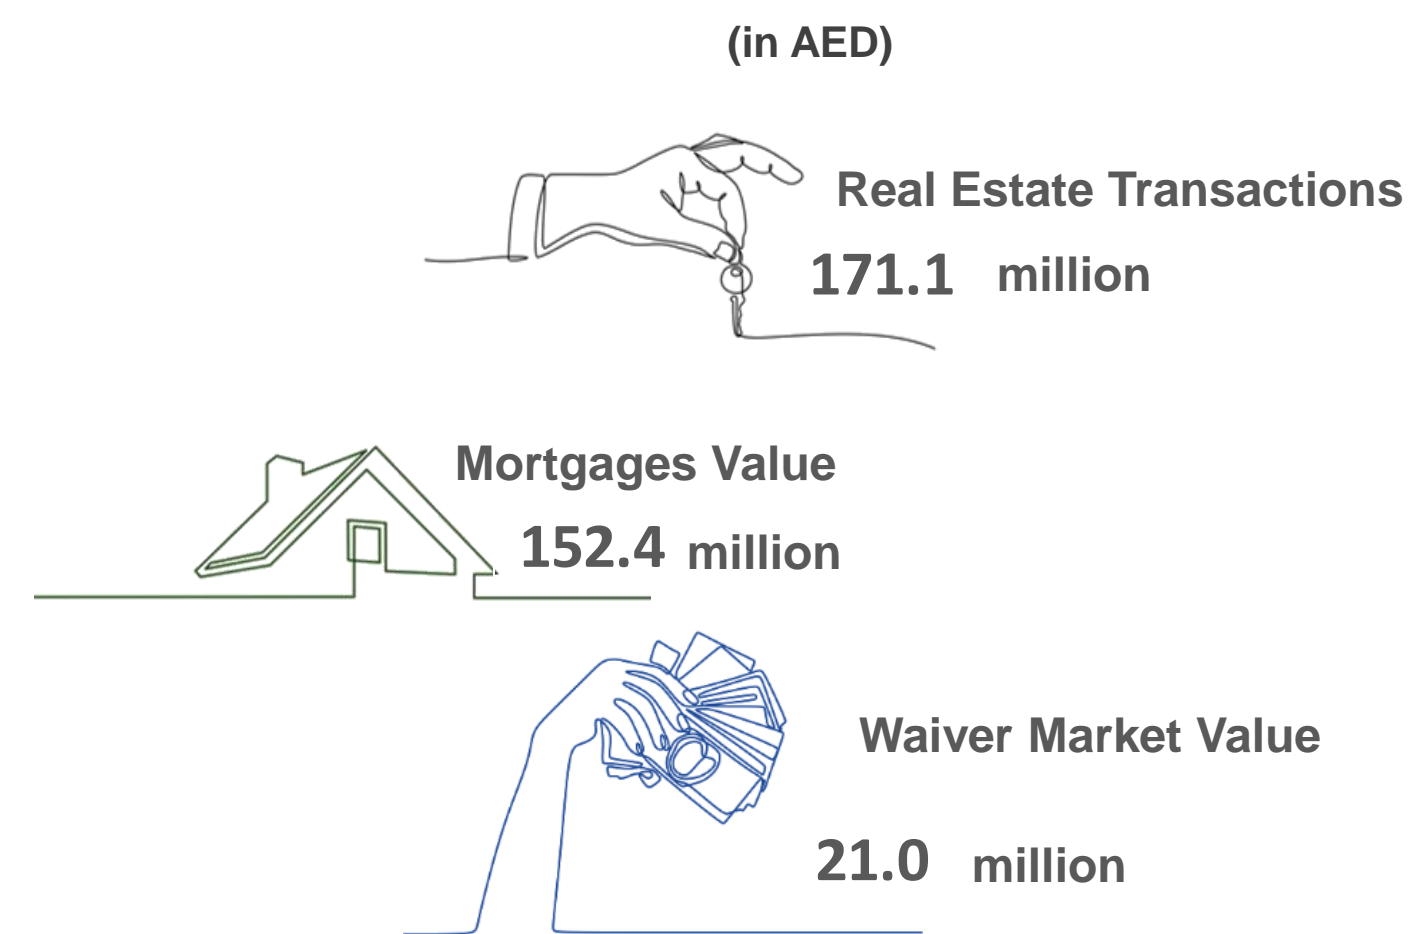 (in AED)
Real Estate Transactions
171.1 million
Mortgages Value
152.4 million
Waiver Market Value
21.0 million